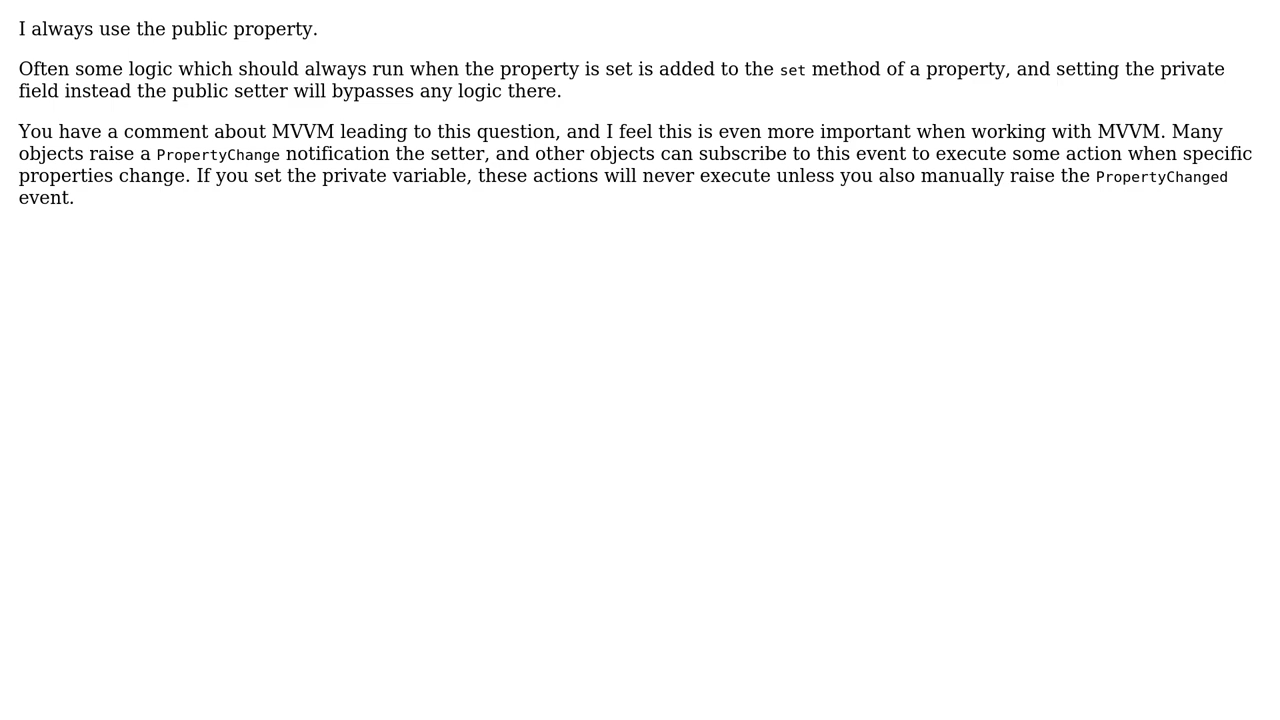 I always use the public property.
Often some logic which should always run when the property is set is added to the set method of a property, and setting the private
field instead the public setter will bypasses any logic there.
You have a comment about MVVM leading to this question, and I feel this is even more important when working with MVVM. Many
objects raise a PropertyChange notification the setter, and other objects can subscribe to this event to execute some action when specific
properties change. If you set the private variable, these actions will never execute unless you also manually raise the PropertyChanged
event.